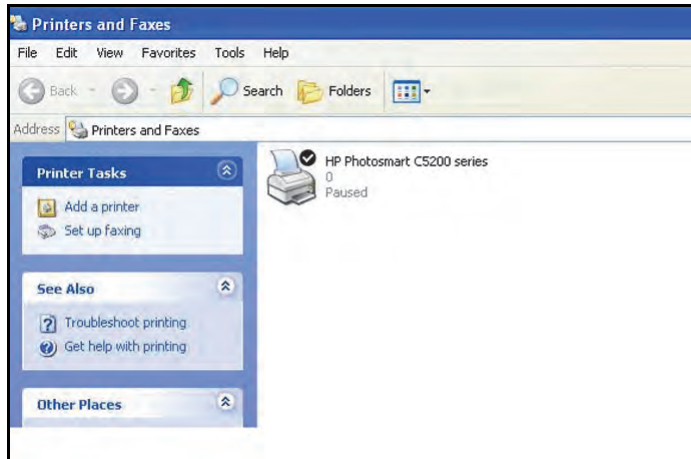 Printers and Faxes
File Edit View Favorites Tools Help
Back Search Folders
Address Printers and Faxes
Printer Tasks
Add a printer
Set up faxing
See Also
Troubleshoot printing
Get help with printing
Other Places
HP Photosmart C5200 series
0
Paused